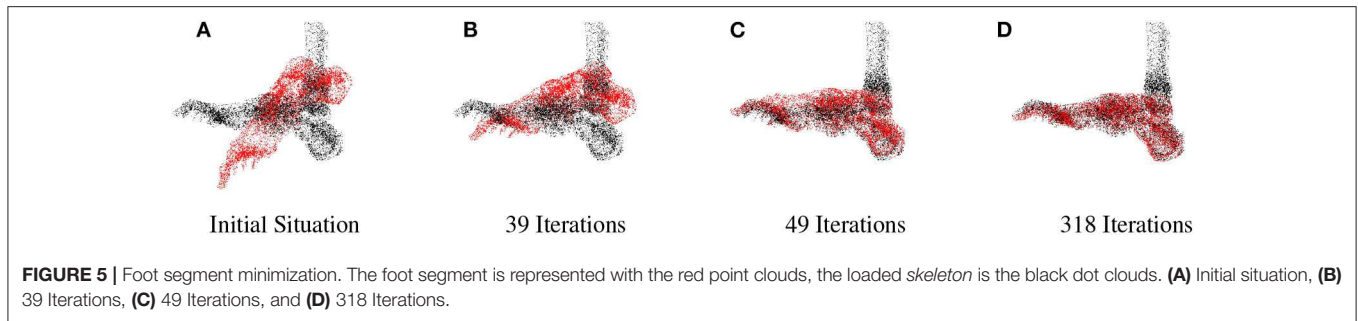 A B C D
Initial Situation 39 Iterations 49 Iterations 318 Iterations
FIGURE 5 | Foot segment minimization. The foot segment is represented with the red point clouds, the loaded skeleton is the black dot clouds. (A) Initial situation, (B)
39 Iterations, (C) 49 Iterations, and (D) 318 Iterations.